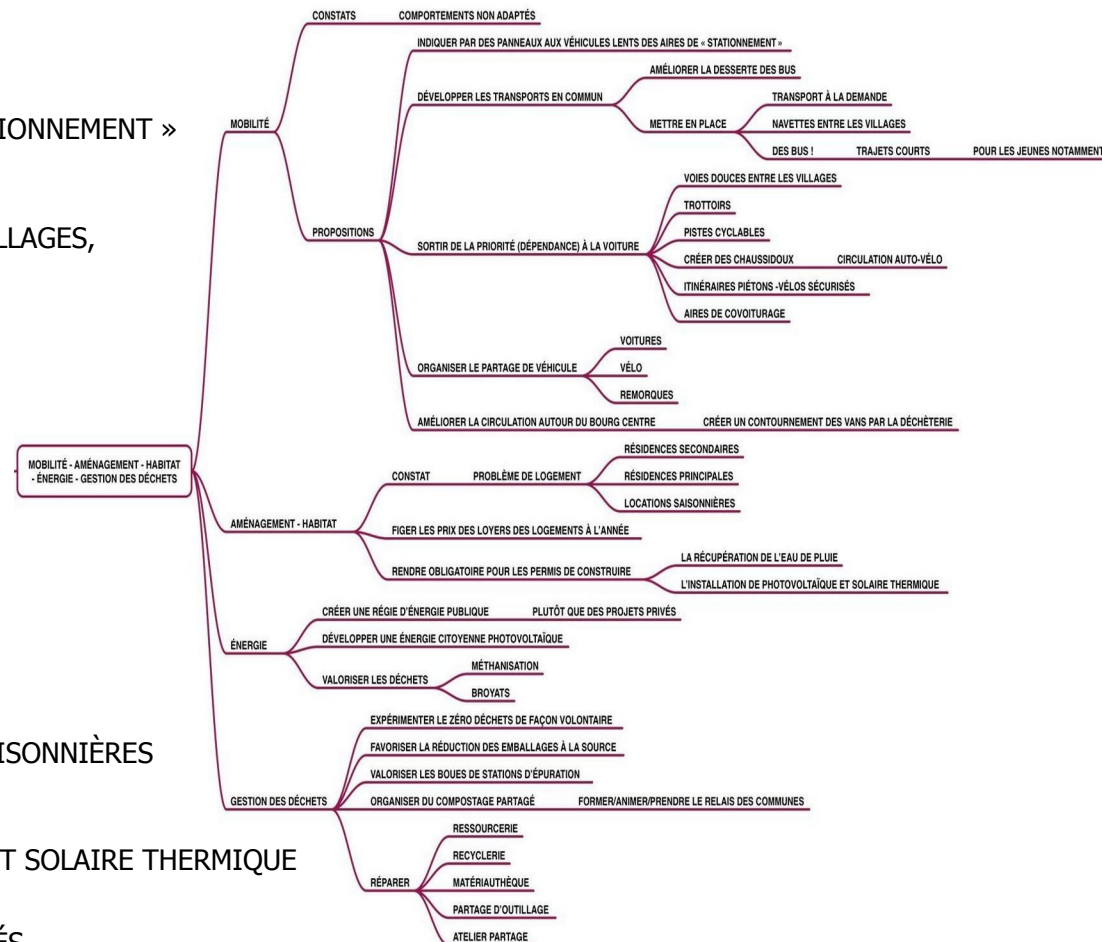 IONNEMENT »
LLAGES,
ISONNIÈRES
T SOLAIRE THERMIQUE
ÉS
MOBILITÉ - AMÉNAGEMENT - HABITAT
- ÉNERGIE - GESTION DES DÉCHETS
MOBILITÉ
CONSTATS
COMPORTEMENTS NON ADAPTÉS
PROPOSITIONS
INDIQUER PAR DES PANNEAUX AUX VÉHICULES LENTS DES AIRES DE « STATIONNEMENT »
DÉVELOPPER LES TRANSPORTS EN COMMUN
AMÉLIORER LA DESSERTE DES BUS
METTRE EN PLACE
TRANSPORT À LA DEMANDE
NAVETTES ENTRE LES VILLAGES
DES BUS !
TRAJETS COURTS
POUR LES JEUNES NOTAMMENT
SORTIR DE LA PRIORITÉ (DÉPENDANCE) À LA VOITURE
VOIES DOUCES ENTRE LES VILLAGES
TROTTOIRS
PISTES CYCLABLES
CRÉER DES CHAUSSIDOUX
CIRCULATION AUTO-VÉLO
ITINÉRAIRES PIÉTONS -VÉLOS SÉCURISÉS
AIRES DE COVOITURAGE
ORGANISER LE PARTAGE DE VÉHICULE
VOITURES
VÉLO
REMORQUES
AMÉLIORER LA CIRCULATION AUTOUR DU BOURG CENTRE
CRÉER UN CONTOURNEMENT DES VANS PAR LA DÉCHÈTERIE
AMÉNAGEMENT - HABITAT
CONSTAT
PROBLÈME DE LOGEMENT
RÉSIDENCES SECONDAIRES
RÉSIDENCES PRINCIPALES
LOCATIONS SAISONNIÈRES
FIGER LES PRIX DES LOYERS DES LOGEMENTS À L'ANNÉE
RENDRE OBLIGATOIRE POUR LES PERMIS DE CONSTRUIRE
LA RÉCUPÉRATION DE L'EAU DE PLUIE
L'INSTALLATION DE PHOTOVOLTAÏQUE ET SOLAIRE THERMIQUE
ÉNERGIE
CRÉER UNE RÉGIE D'ÉNERGIE PUBLIQUE
PLUTÔT QUE DES PROJETS PRIVÉS
DÉVELOPPER UNE ÉNERGIE CITOYENNE PHOTOVOLTAÏQUE
VALORISER LES DÉCHETS
MÉTHANISATION
BROYATS
GESTION DES DÉCHETS
EXPÉRIMENTER LE ZÉRO DÉCHETS DE FAÇON VOLONTAIRE
FAVORISER LA RÉDUCTION DES EMBALLAGES À LA SOURCE
VALORISER LES BOUES DE STATIONS D'ÉPURATION
ORGANISER DU COMPOSTAGE PARTAGÉ
FORMER/ANIMER/PRENDRE LE RELAIS DES COMMUNES
RÉPARER
RESSOURCERIE
RECYCLERIE
MATÉRIAUTHÈQUE
PARTAGE D'OUTILLAGE
ATELIER PARTAGE